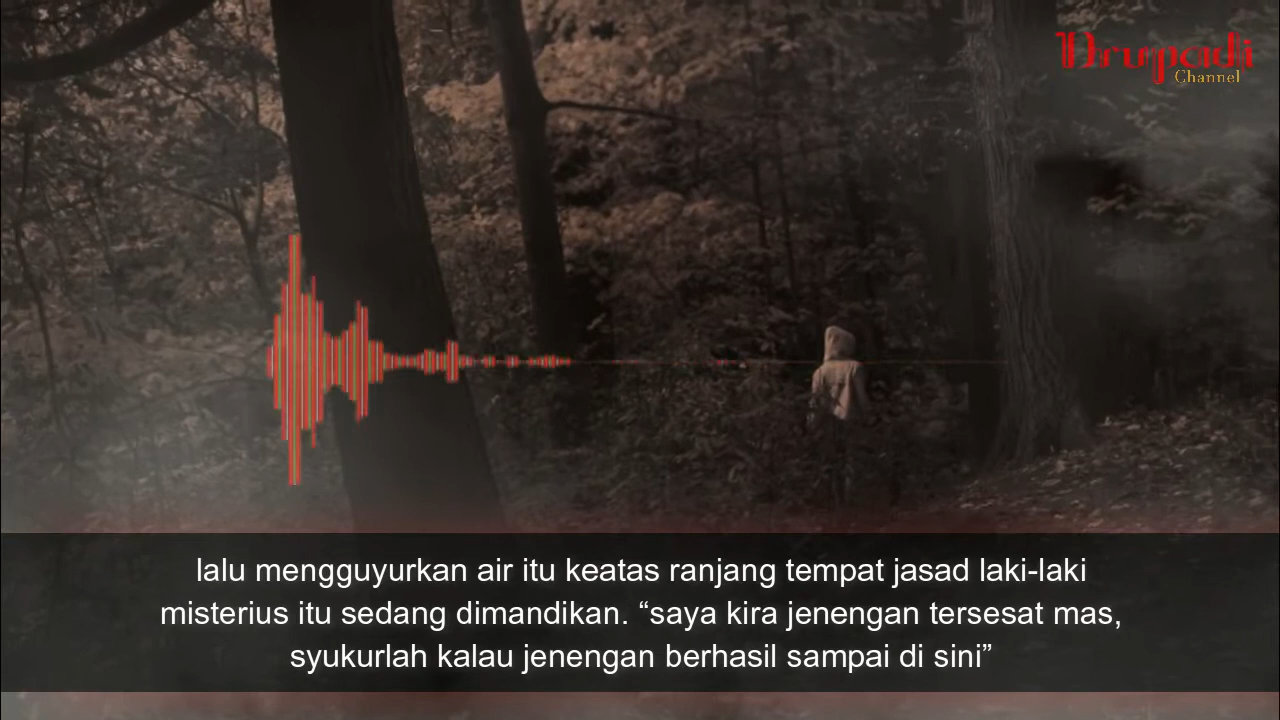 Drupadi
Channel
lalu mengguyurkan air itu keatas ranjang tempat jasad laki-laki
misterius itu sedang dimandikan. “saya kira jenengan tersesat mas,
syukurlah kalau jenengan berhasil sampai di sini”